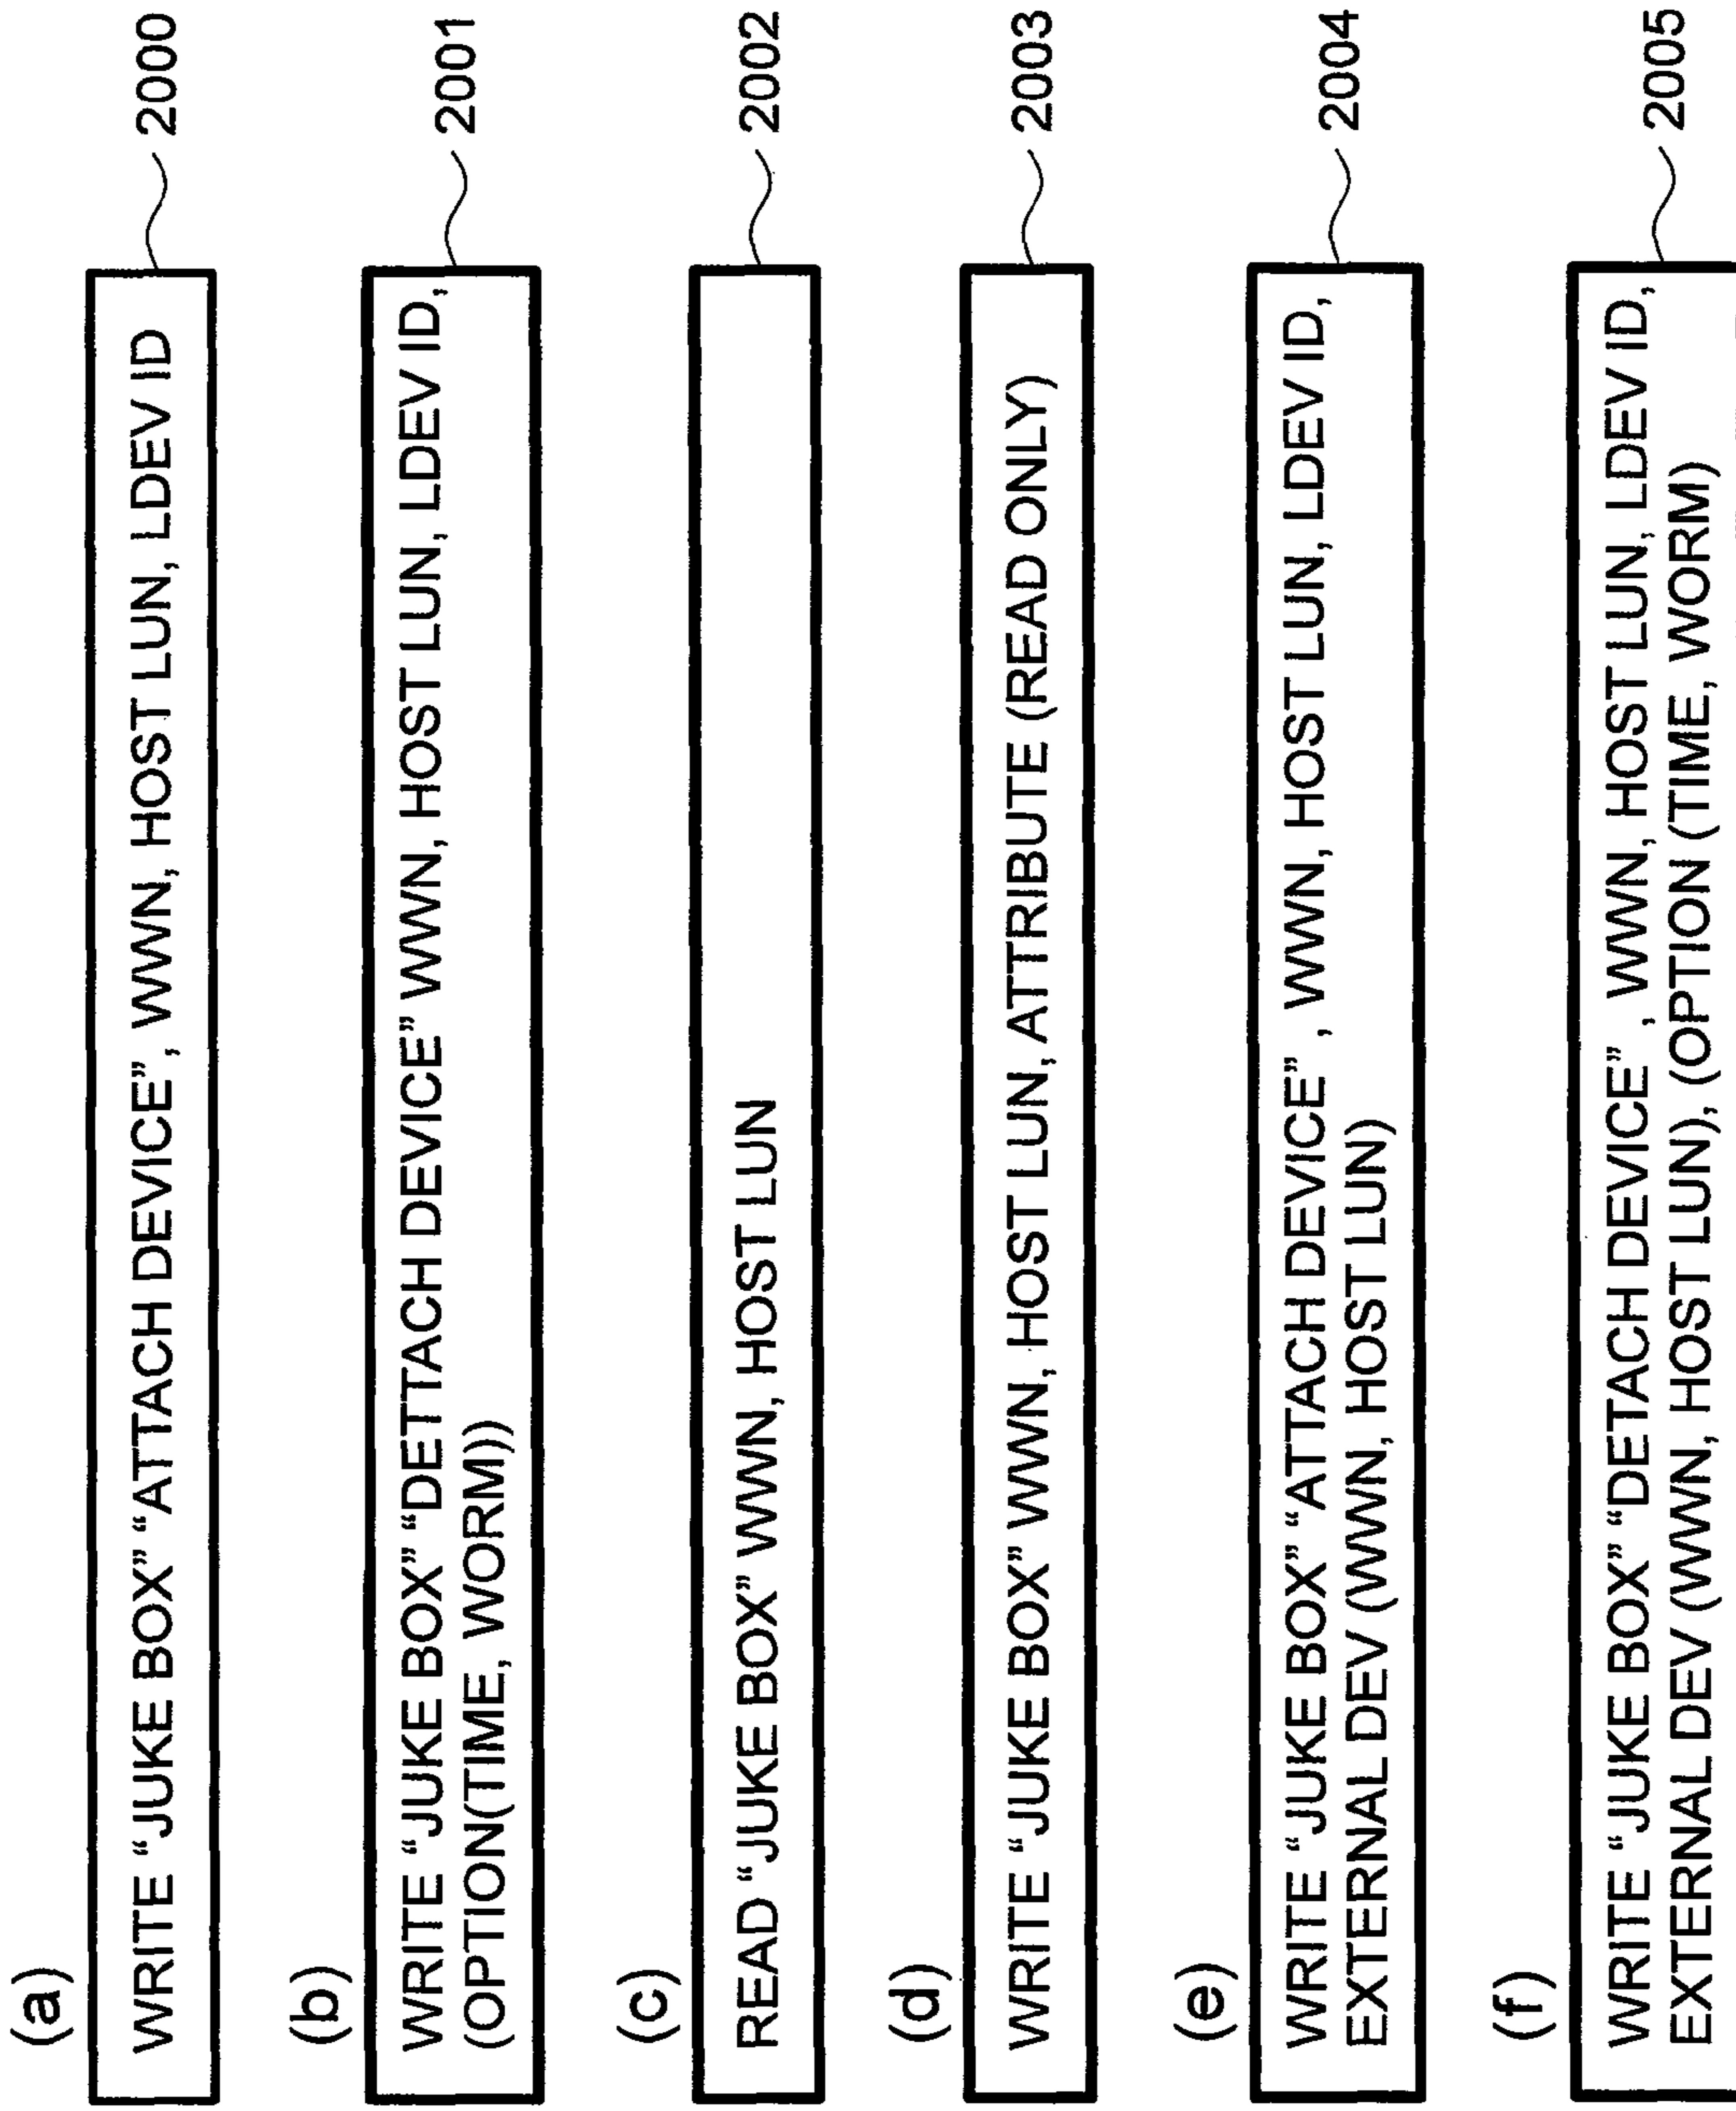 (a)
WRITE “JUKE BOX” “ATTACH DEVICE”, WWN, HOST LUN, LDEV ID
2000
(b)
WRITE “JUKE BOX” “DETTACH DEVICE” WWN, HOST LUN, LDEV ID,
(OPTION(TIME, WORM))
2001
(c)
READ “JUKE BOX” WWN, HOST LUN
2002
(d)
WRITE “JUKE BOX” WWN, HOST LUN, ATTRIBUTE (READ ONLY)
2003
(e)
WRITE “JUKE BOX” “ATTACH DEVICE” , WWN, HOST LUN, LDEV ID,
EXTERNAL DEV (WWN, HOST LUN)
2004
(f)
WRITE “JUKE BOX” “DETACH DEVICE” , WWN, HOST LUN, LDEV ID,
EXTERNAL DEV (WWN, HOST LUN), (OPTION (TIME, WORM)
2005